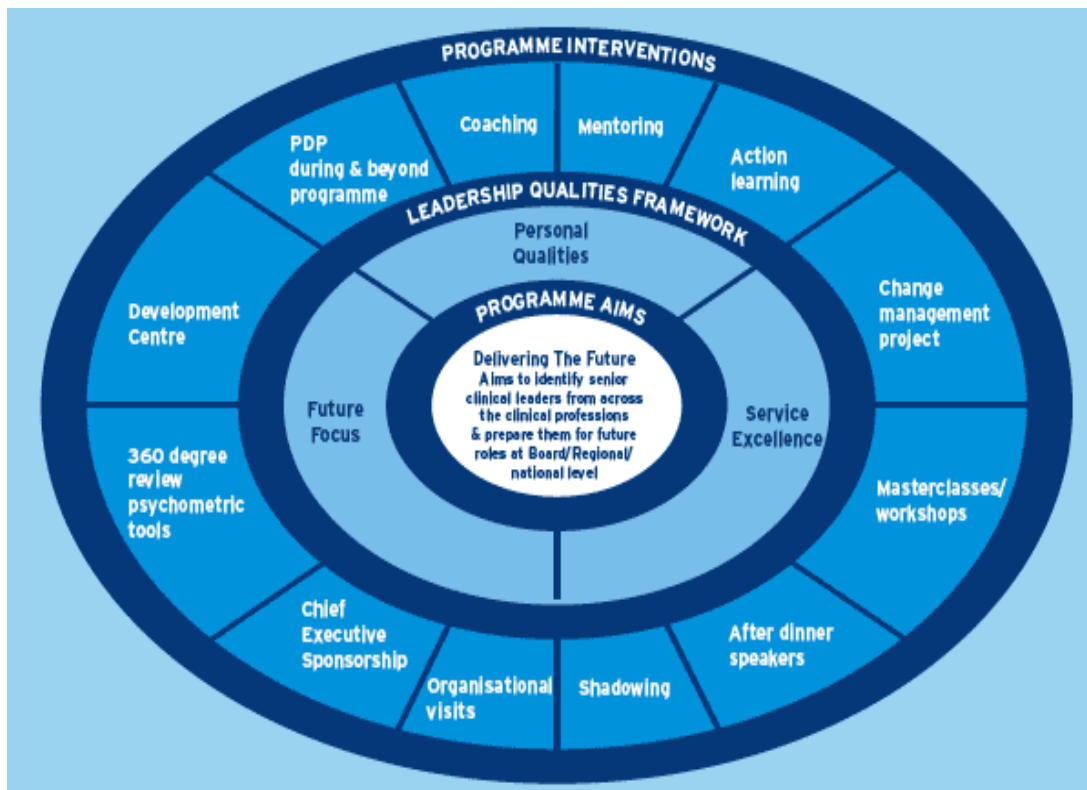 PROGRAMME INTERVENTIONS
Coaching
Mentoring
Action
learning
Change
management
project
Masterclasses/
workshops
After dinner
speakers
Shadowing
Organisational
visits
Chief
Executive
Sponsorship
360 degree
review
psychometric
tools
Development
Centre
PDP
during & beyond
programme
LEADERSHIP QUALITIES FRAMEWORK
Personal
Qualities
Service
Excellence
Future
Focus
PROGRAMME AIMS
Delivering The Future
Aims to identify senior
clinical leaders from across
the clinical professions
& prepare them for future
roles at Board/Regional/
national level